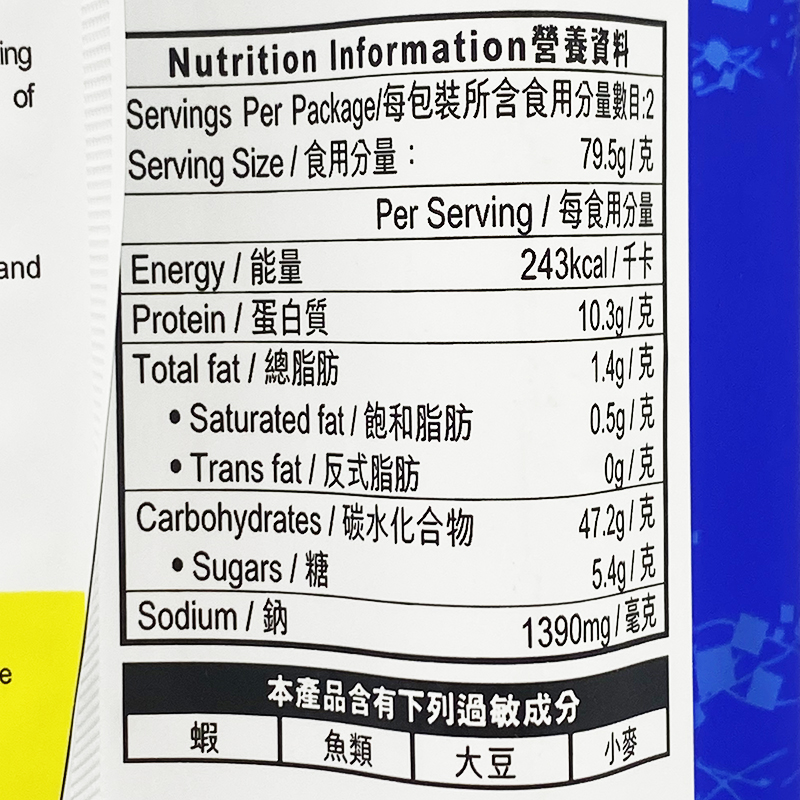 ing
of
and
e
Nutrition Information營養資料
Servings Per Package/每包裝所含食用分量數目:2
Serving Size / 食用分量： 79.5g/克
Per Serving / 每食用分量
Energy / 能量 243kcal/千卡
Protein / 蛋白質 10.3g/克
Total fat / 總脂肪 1.4g/克
• Saturated fat / 飽和脂肪 0.5g/克
• Trans fat / 反式脂肪 0g/克
Carbohydrates / 碳水化合物 47.2g/克
• Sugars / 糖 5.4g/克
Sodium / 鈉 1390mg/毫克
本產品含有下列過敏成分
蝦 魚類 大豆 小麥